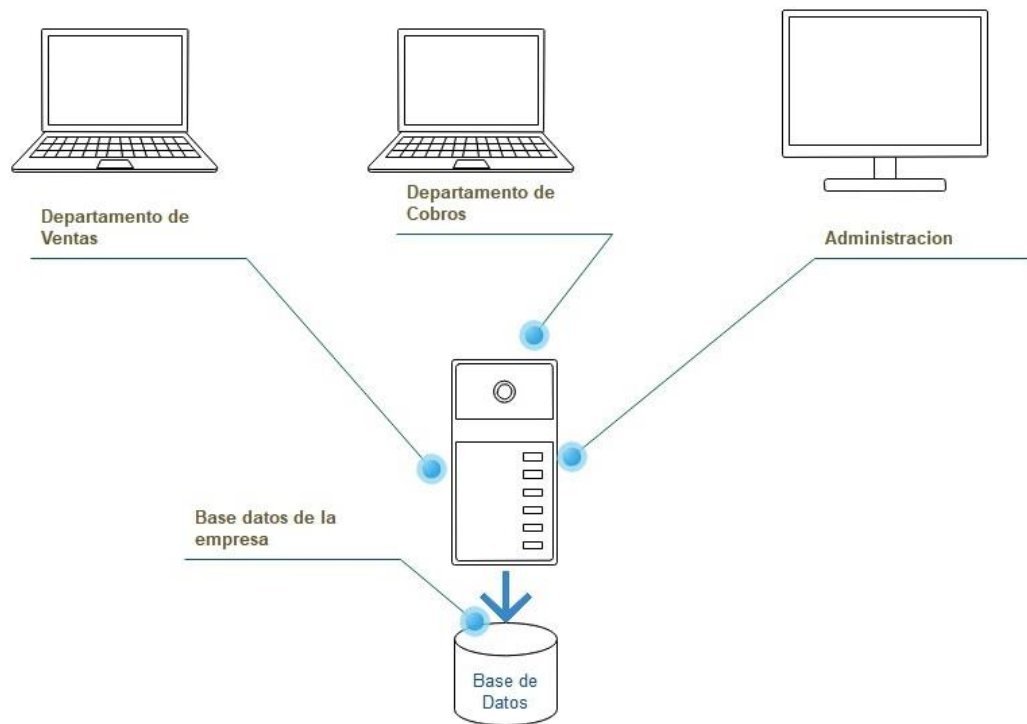 Departamento de
Ventas
Departamento de
Cobros
Administracion
Base datos de la
empresa
Base de
Datos